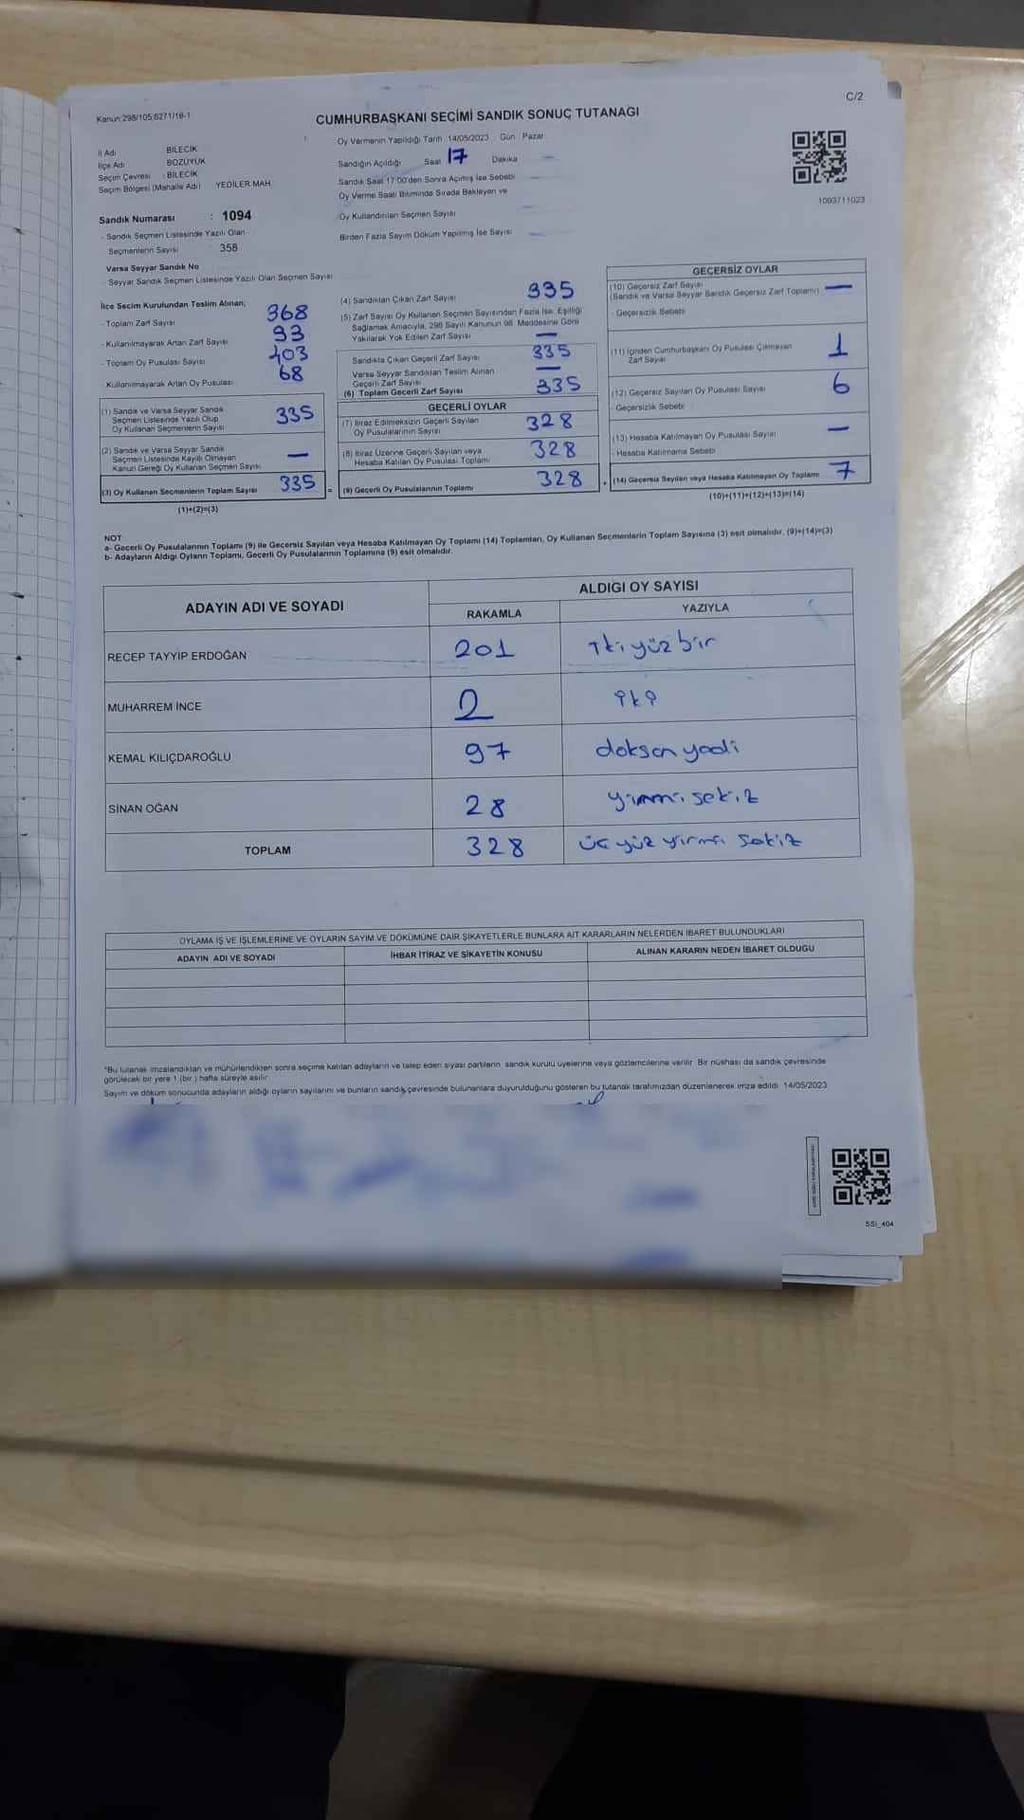 C/2
Kanun:298/105,6271/18-1
CUMHURBAŞKANI SEÇİMİ SANDIK SONUÇ TUTANAĞI
İl Adı BİLECİK
İlçe Adı BOZÜYÜK
Seçim Çevresi : BİLECİK
Seçim Bölgesi (Mahalle Adı) YEDİLER MAH.
Oy Vermenin Yapıldığı Tarih 14/05/2023 Gün Pazar
Sandığın Açıldığı Saat 17 Dakika —
Sandık Saat 17:00'den Sonra Açılmış İse Sebebi —
Oy Verme Saati Bitiminde Sırada Bekleyen ve
Oy Kullandırılan Seçmen Sayısı —
Birden Fazla Sayım Döküm Yapılmış İse Sayısı —
1093711023
Sandık Numarası : 1094
- Sandık Seçmen Listesinde Yazılı Olan
Seçmenlerin Sayısı 358
Varsa Seyyar Sandık No
- Seyyar Sandık Seçmen Listesinde Yazılı Olan Seçmen Sayısı
İlçe Seçim Kurulundan Teslim Alınan;
- Toplam Zarf Sayısı 368
- Kullanılmayarak Artan Zarf Sayısı 33
- Toplam Oy Pusulası Sayısı 403
Kullanılmayarak Artan Oy Pusulası 68
(1) Sandık ve Varsa Seyyar Sandık
Seçmen Listesinde Yazılı Olup
Oy Kullanan Seçmenlerin Sayısı 335
(2) Sandık ve Varsa Seyyar Sandık
Seçmen Listesinde Kayıtlı Olmayan
Kanun Gereği Oy Kullanan Seçmen Sayısı —
(3) Oy Kullanan Seçmenlerin Toplam Sayısı 335
(1)+(2)=(3)
(4) Sandıktan Çıkan Zarf Sayısı 335
(5) Zarf Sayısı Oy Kullanan Seçmen Sayısından Fazla İse, Eşitliği
Sağlamak Amacıyla, 298 Sayılı Kanunun 98. Maddesine Göre
Yakılarak Yok Edilen Zarf Sayısı —
Sandıkta Çıkan Geçerli Zarf Sayısı 335
Varsa Seyyar Sandıktan Teslim Alınan
Geçerli Zarf Sayısı —
(6) Toplam Geçerli Zarf Sayısı 335
GEÇERLİ OYLAR
(7) İtiraz Edilmeksizin Geçerli Sayılan
Oy Pusulalarının Sayısı 328
(8) İtiraz Üzerine Geçerli Sayılan veya
Hesaba Katılan Oy Pusulası Toplamı 328
= (9) Geçerli Oy Pusulalarının Toplamı 328
GEÇERSİZ OYLAR
(10) Geçersiz Zarf Sayısı
(Sandık ve Varsa Seyyar Sandık Geçersiz Zarf Toplamı) —
- Geçersizlik Sebebi
(11) İçinden Cumhurbaşkanı Oy Pusulası Çıkmayan
Zarf Sayısı 1
(12) Geçersiz Sayılan Oy Pusulası Sayısı 6
Geçersizlik Sebebi
(13) Hesaba Katılmayan Oy Pusulası Sayısı —
- Hesaba Katılmama Sebebi
+ (14) Geçersiz Sayılan veya Hesaba Katılmayan Oy Toplamı 7
(10)+(11)+(12)+(13)=(14)
NOT
a- Geçerli Oy Pusulalarının Toplamı (9) ile Geçersiz Sayılan veya Hesaba Katılmayan Oy Toplamı (14) Toplamları, Oy Kullanan Seçmenlerin Toplam Sayısına (3) eşit olmalıdır. (9)+(14)=(3)
b- Adayların Aldığı Oyların Toplamı, Geçerli Oy Pusulalarının Toplamına (9) eşit olmalıdır.
ADAYIN ADI VE SOYADI ALDIĞI OY SAYISI
RAKAMLA YAZIYLA
RECEP TAYYİP ERDOĞAN 201 ikiyüz bir
MUHARREM İNCE 2 iki
KEMAL KILIÇDAROĞLU 97 doksan yedi
SİNAN OĞAN 28 yirmi sekiz
TOPLAM 328 üç yüz yirmi sekiz
OYLAMA İŞ VE İŞLEMLERİNE VE OYLARIN SAYIM VE DÖKÜMÜNE DAİR ŞİKAYETLERLE BUNLARA AİT KARARLARIN NELERDEN İBARET BULUNDUKLARI
ADAYIN ADI VE SOYADI İHBAR İTİRAZ VE ŞİKAYETİN KONUSU ALINAN KARARIN NEDEN İBARET OLDUĞU
*Bu tutanak imzalandıktan ve mühürlendikten sonra seçime katılan adayların ve talep eden siyasi partilerin sandık kurulu üyelerine veya gözlemcilerine verilir. Bir nüshası da sandık çevresinde
görülecek bir yere 1 (bir) hafta süreyle asılır.
Sayım ve döküm sonucunda adayların aldığı oyların sayılarını ve bunların sandık çevresinde bulunanlara duyurulduğunu gösteren bu tutanak tarafımızdan düzenlenerek imza edildi. 14/05/2023
SSİ_404